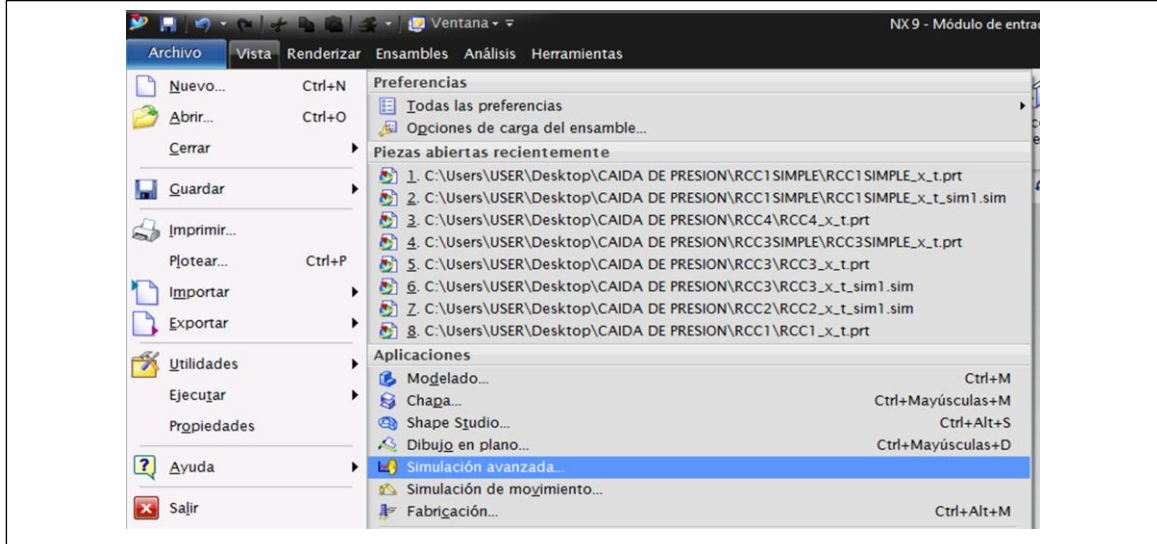 Ventana
NX 9 - Módulo de entra
Archivo Vista Renderizar Ensambles Análisis Herramientas
Nuevo... Ctrl+N
Abrir... Ctrl+O
Cerrar
Guardar
Imprimir...
Plotear... Ctrl+P
Importar
Exportar
Utilidades
Ejecutar
Propiedades
Ayuda
Salir
Preferencias
Todas las preferencias
Opciones de carga del ensamble...
Piezas abiertas recientemente
1. C:\Users\USER\Desktop\CAIDA DE PRESION\RCC1SIMPLE\RCC1SIMPLE_x_t.prt
2. C:\Users\USER\Desktop\CAIDA DE PRESION\RCC1SIMPLE\RCC1SIMPLE_x_t_sim1.sim
3. C:\Users\USER\Desktop\CAIDA DE PRESION\RCC4\RCC4_x_t.prt
4. C:\Users\USER\Desktop\CAIDA DE PRESION\RCC3SIMPLE\RCC3SIMPLE_x_t.prt
5. C:\Users\USER\Desktop\CAIDA DE PRESION\RCC3\RCC3_x_t.prt
6. C:\Users\USER\Desktop\CAIDA DE PRESION\RCC3\RCC3_x_t_sim1.sim
7. C:\Users\USER\Desktop\CAIDA DE PRESION\RCC2\RCC2_x_t_sim1.sim
8. C:\Users\USER\Desktop\CAIDA DE PRESION\RCC1\RCC1_x_t.prt
Aplicaciones
Modelado... Ctrl+M
Chapa... Ctrl+Mayúsculas+M
Shape Studio... Ctrl+Alt+S
Dibujo en plano... Ctrl+Mayúsculas+D
Simulación avanzada...
Simulación de movimiento...
Fabricación... Ctrl+Alt+M